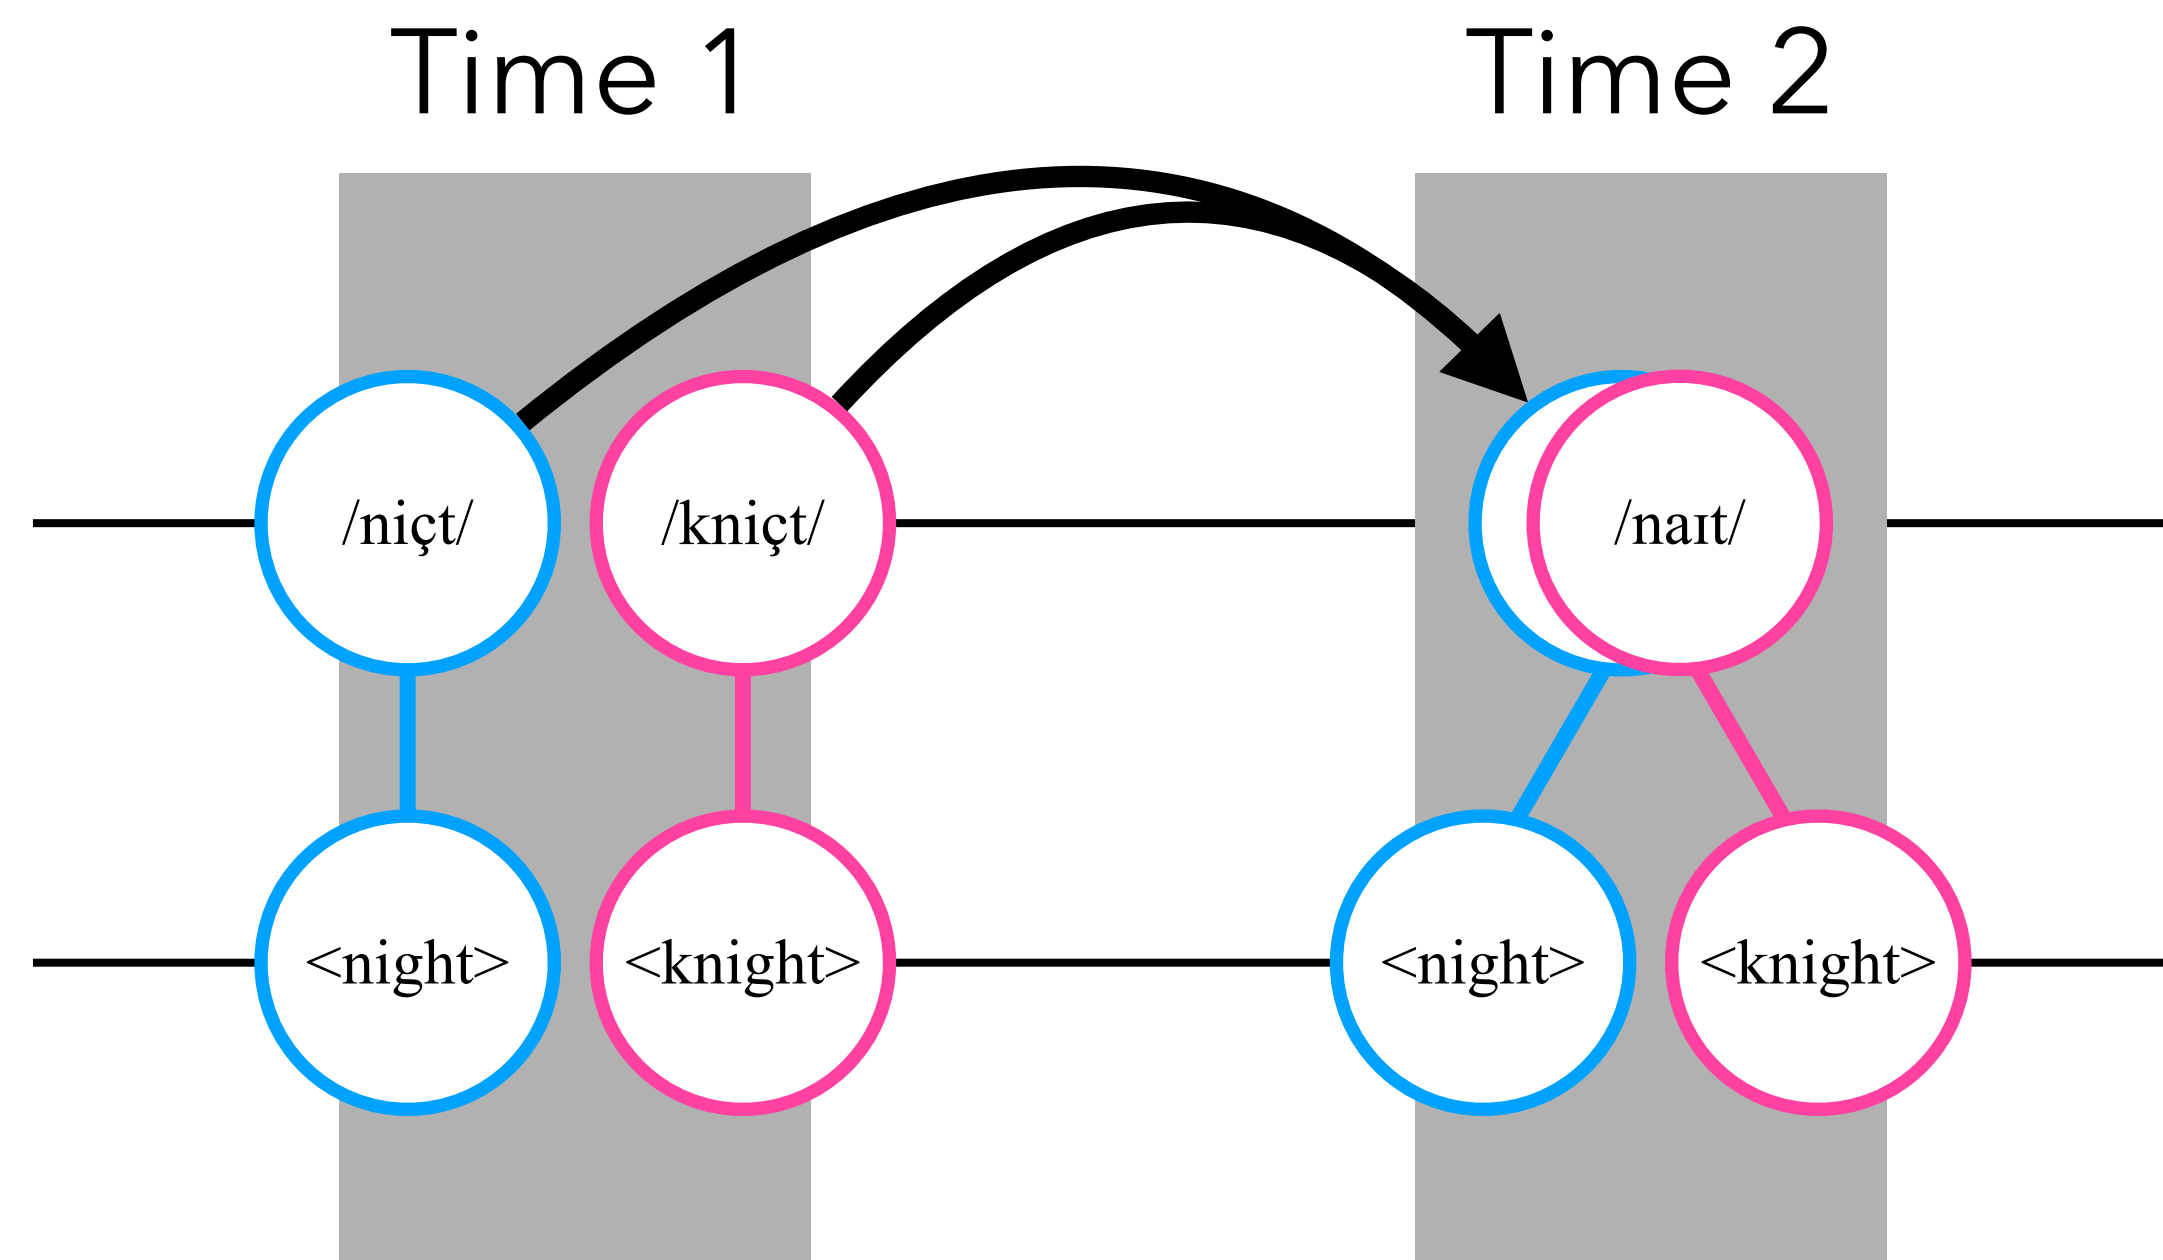 Time 1 Time 2
/niçt/ /kniçt/ /naɪt/
<night> <knight> <night> <knight>